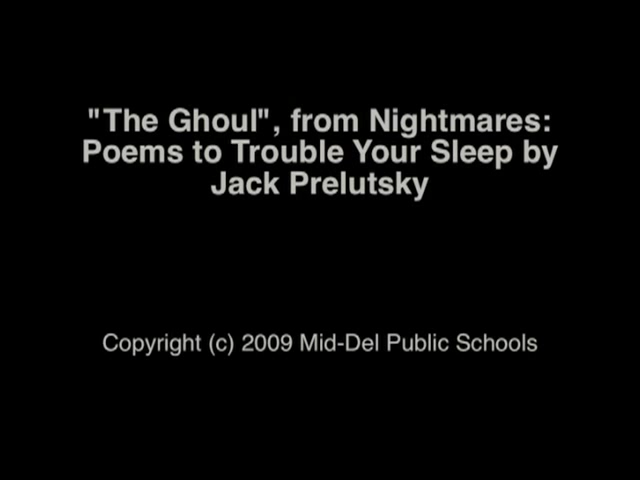 "The Ghoul", from Nightmares:
Poems to Trouble Your Sleep by
Jack Prelutsky
Copyright (c) 2009 Mid-Del Public Schools